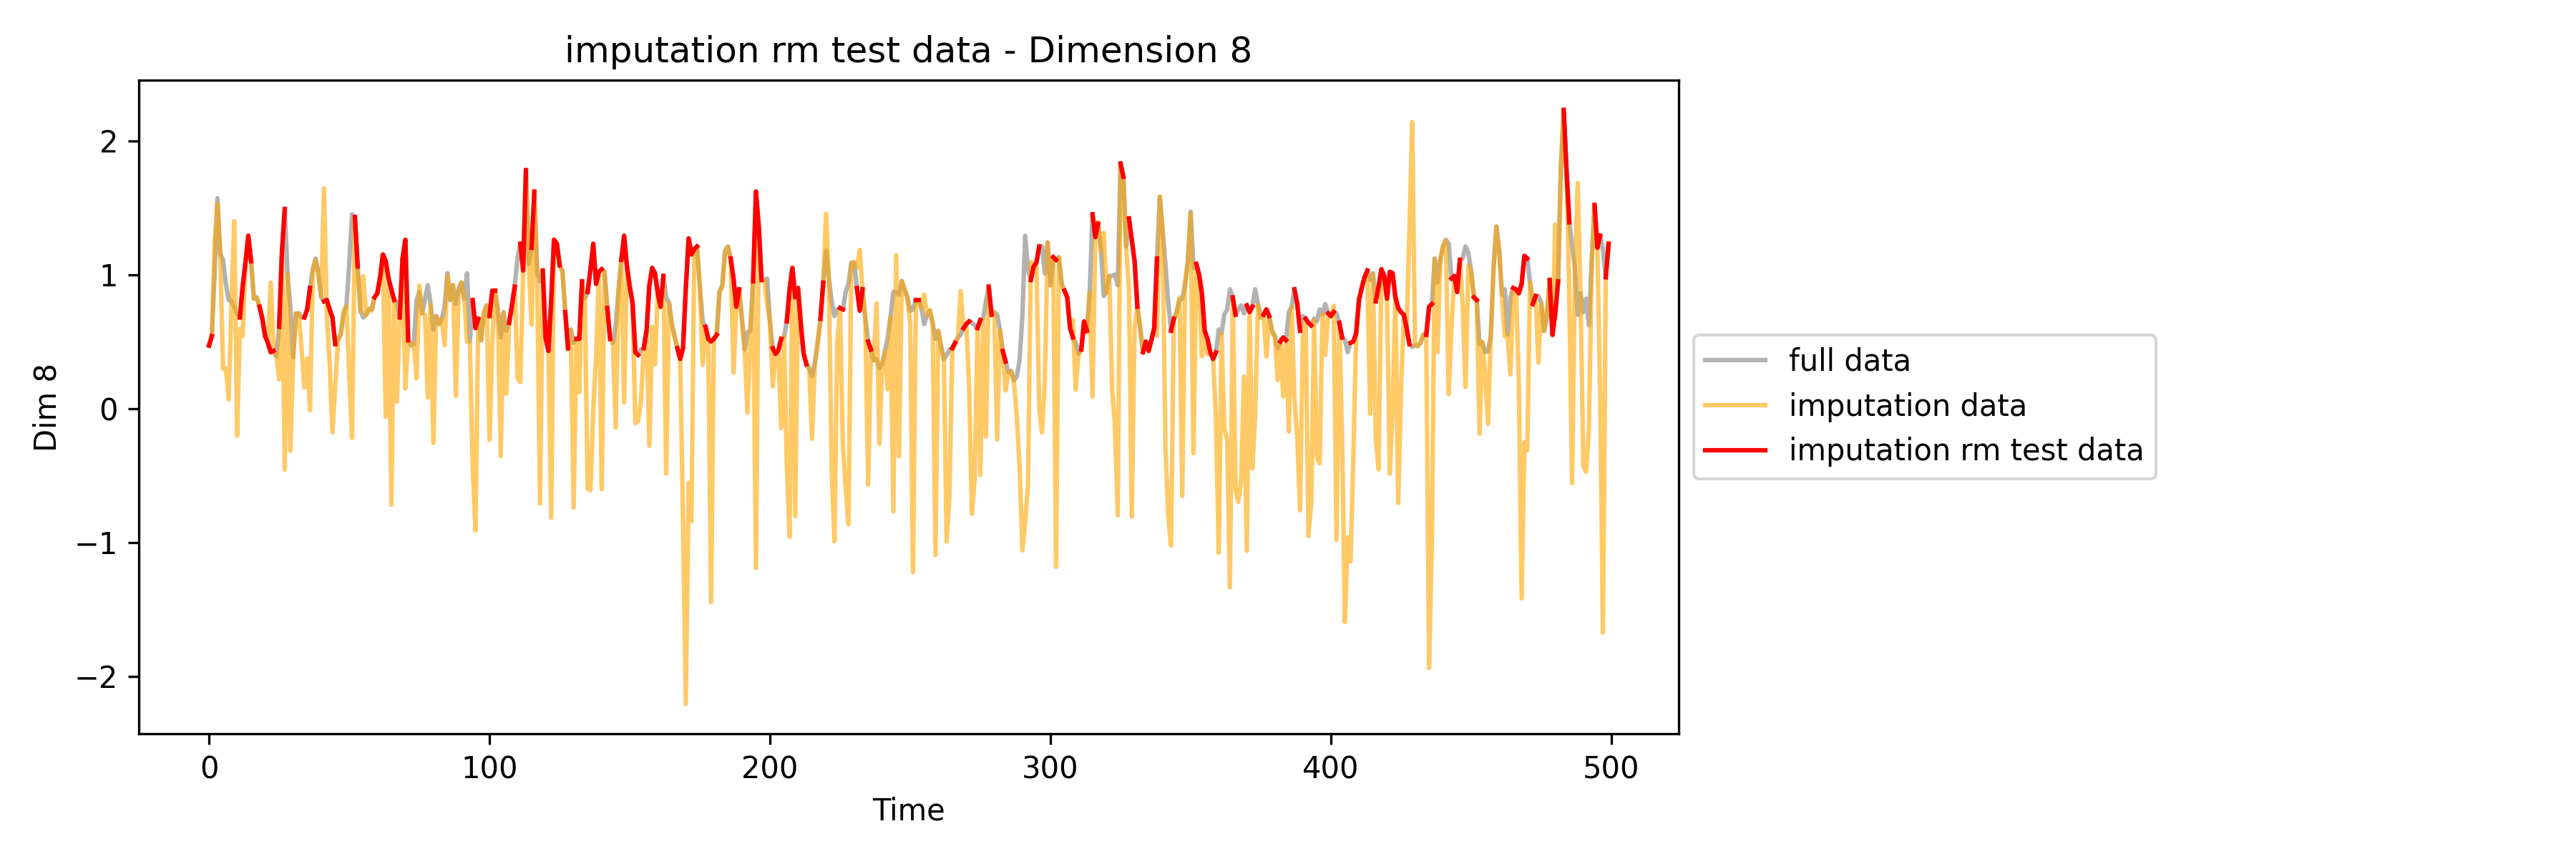 imputation rm test data - Dimension 8
2
1
0
−1
−2
Dim 8
0 100 200 300 400 500
Time
full data
imputation data
imputation rm test data